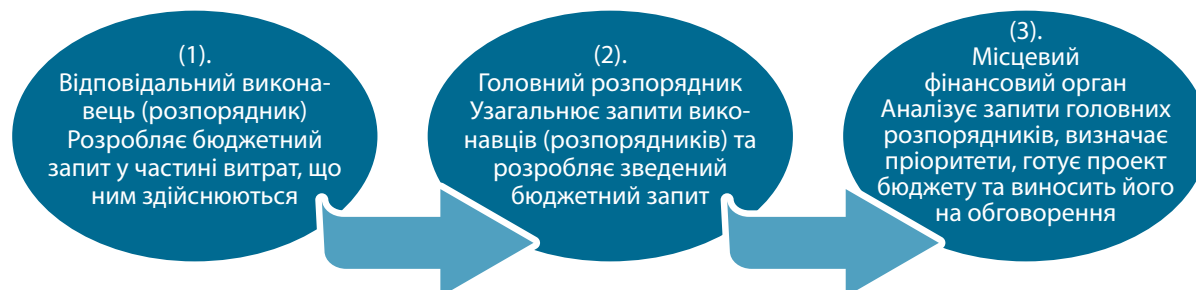 (1).
Відповідальний викона-
вець (розпорядник)
Розробляє бюджетний
запит у частині витрат, що
ним здійснюються
(2).
Головний розпорядник
Узагальнює запити вико-
навців (розпорядників) та
розробляє зведений
бюджетний запит
(3).
Місцевий
фінансовий орган
Аналізує запити головних
розпорядників, визначає
пріоритети, готує проект
бюджету та виносить його
на обговорення